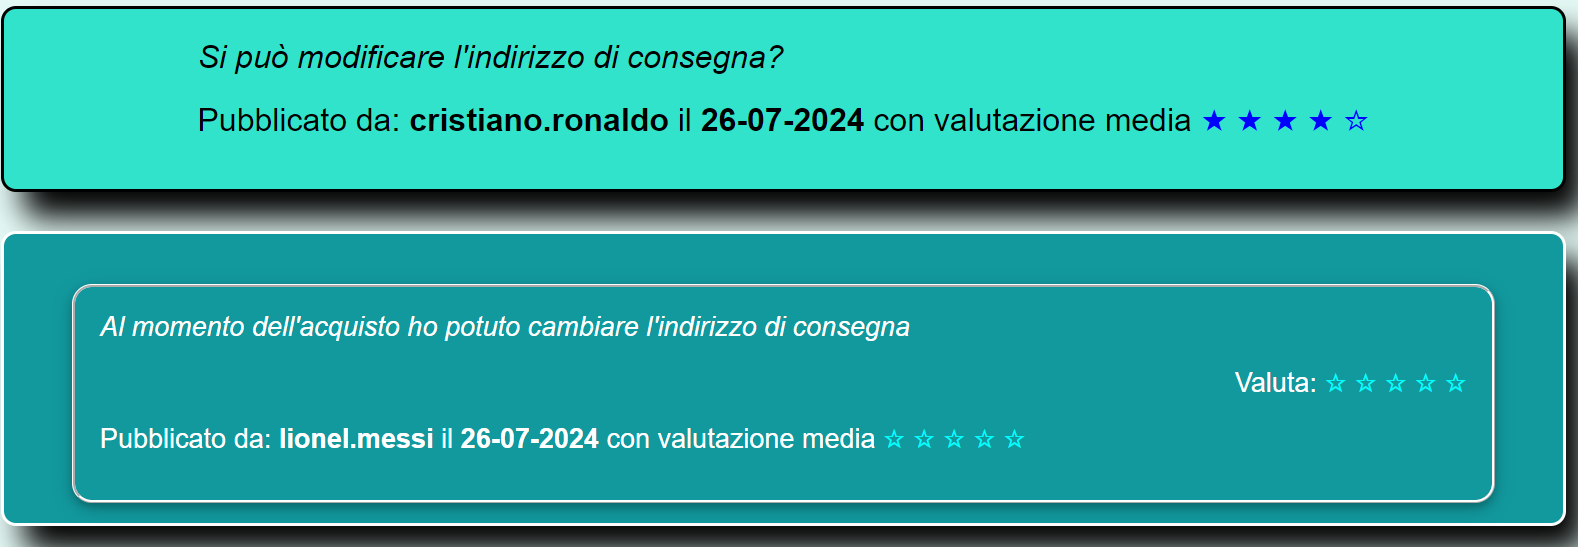 Si può modificare l'indirizzo di consegna?
Pubblicato da: cristiano.ronaldo il 26-07-2024 con valutazione media ★ ★ ★ ★ ☆
Al momento dell'acquisto ho potuto cambiare l'indirizzo di consegna
Valuta: ☆ ☆ ☆ ☆ ☆
Pubblicato da: lionel.messi il 26-07-2024 con valutazione media ☆ ☆ ☆ ☆ ☆